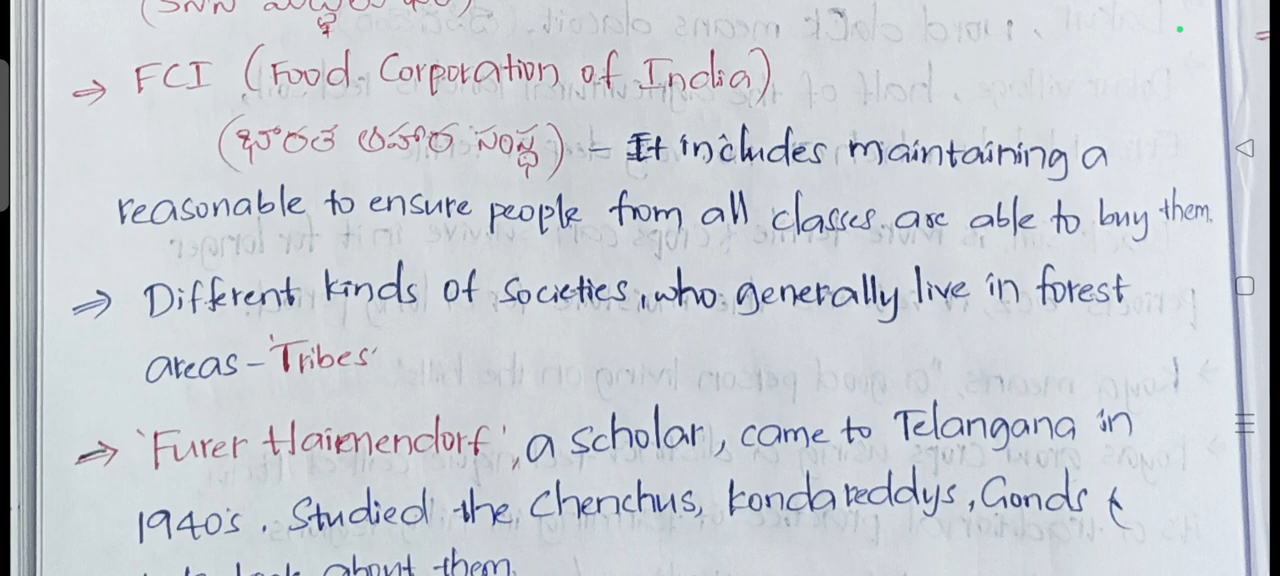 → FCI (Food Corporation of India)
(భారత ఆహార సంస్థ) - It includes maintaining a
reasonable to ensure people from all classes are able to buy them.
⇒ Different kinds of societies, who generally live in forest
areas - 'Tribes'
→ 'Furer Haimendorf', a scholar, came to Telangana in
1940's. Studied the Chenchus, kondareddys, Gonds &
about them.